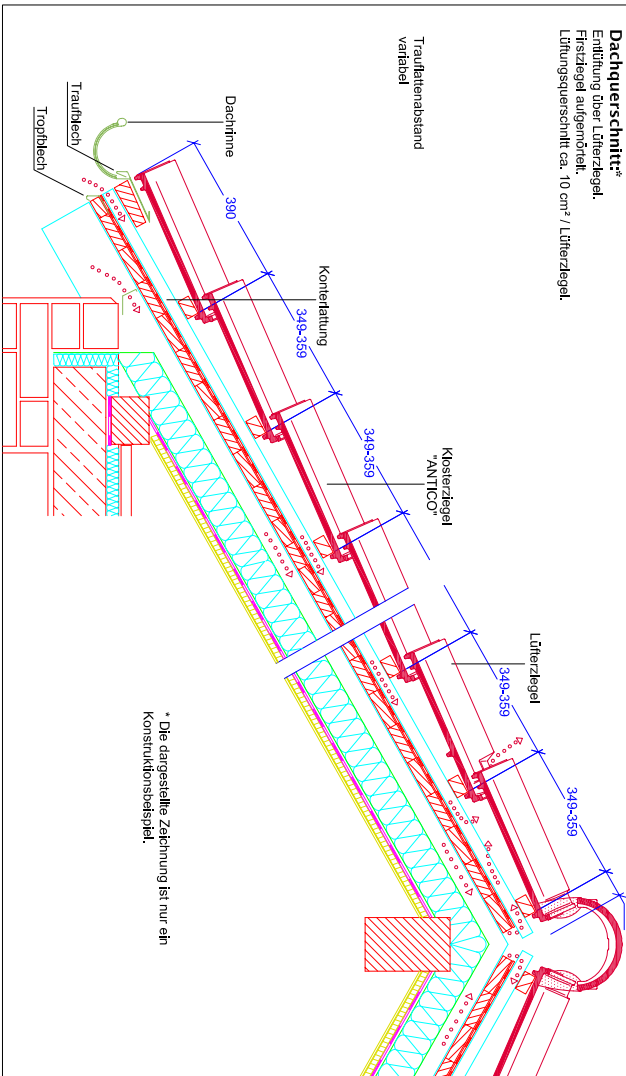 Dachquerschnitt:*
Entlüftung über Lüfterziegel.
Firstziegel aufgemörtelt.
Lüftungsquerschnitt ca. 10 cm² / Lüfterziegel.
Trauflattenabstand
variabel
Dachrinne
Traufblech
Tropfblech
390
349-359
349-359
349-359
349-359
Konterlattung
Klosterziegel
"ANTICO"
Lüfterziegel
* Die dargestellte Zeichnung ist nur ein
Konstruktionsbeispiel.